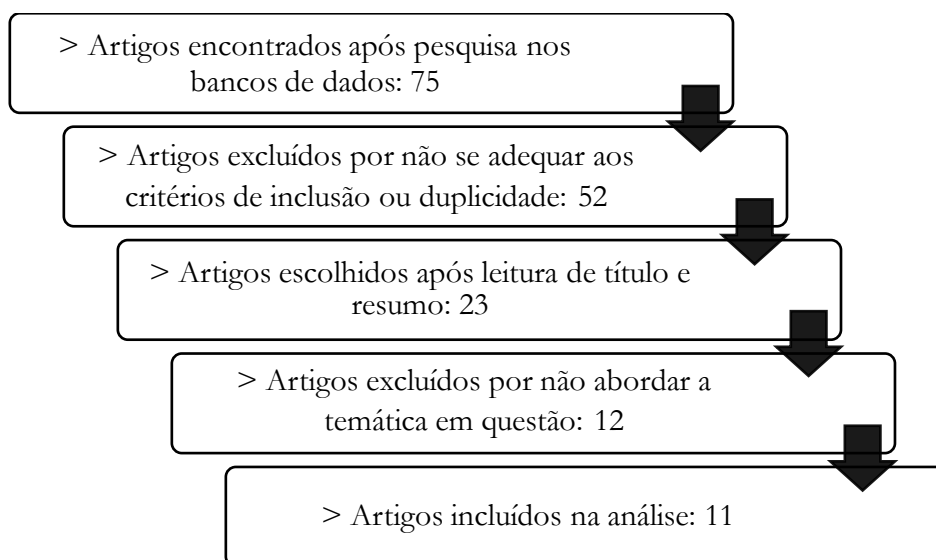 > Artigos encontrados após pesquisa nos
bancos de dados: 75
> Artigos excluídos por não se adequar aos
critérios de inclusão ou duplicidade: 52
> Artigos escolhidos após leitura de título e
resumo: 23
> Artigos excluídos por não abordar a
temática em questão: 12
> Artigos incluídos na análise: 11